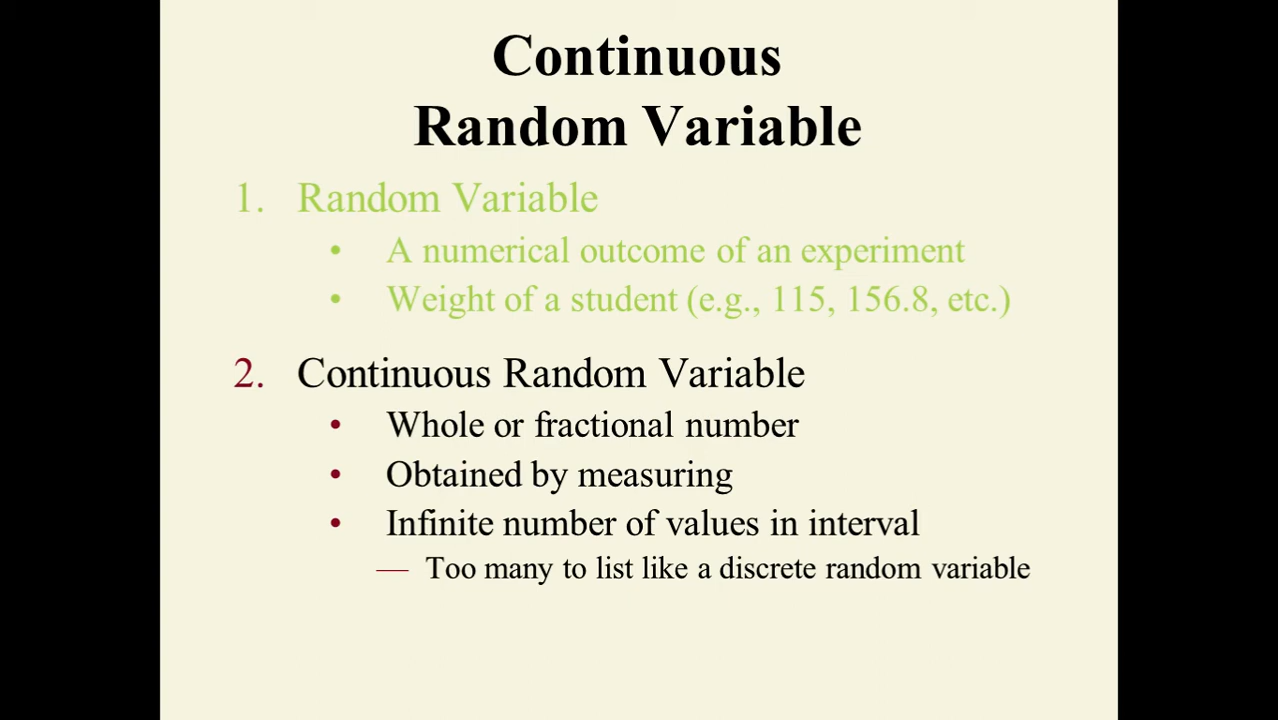 Continuous
Random Variable
1. Random Variable
• A numerical outcome of an experiment
• Weight of a student (e.g., 115, 156.8, etc.)
2. Continuous Random Variable
• Whole or fractional number
• Obtained by measuring
• Infinite number of values in interval
— Too many to list like a discrete random variable